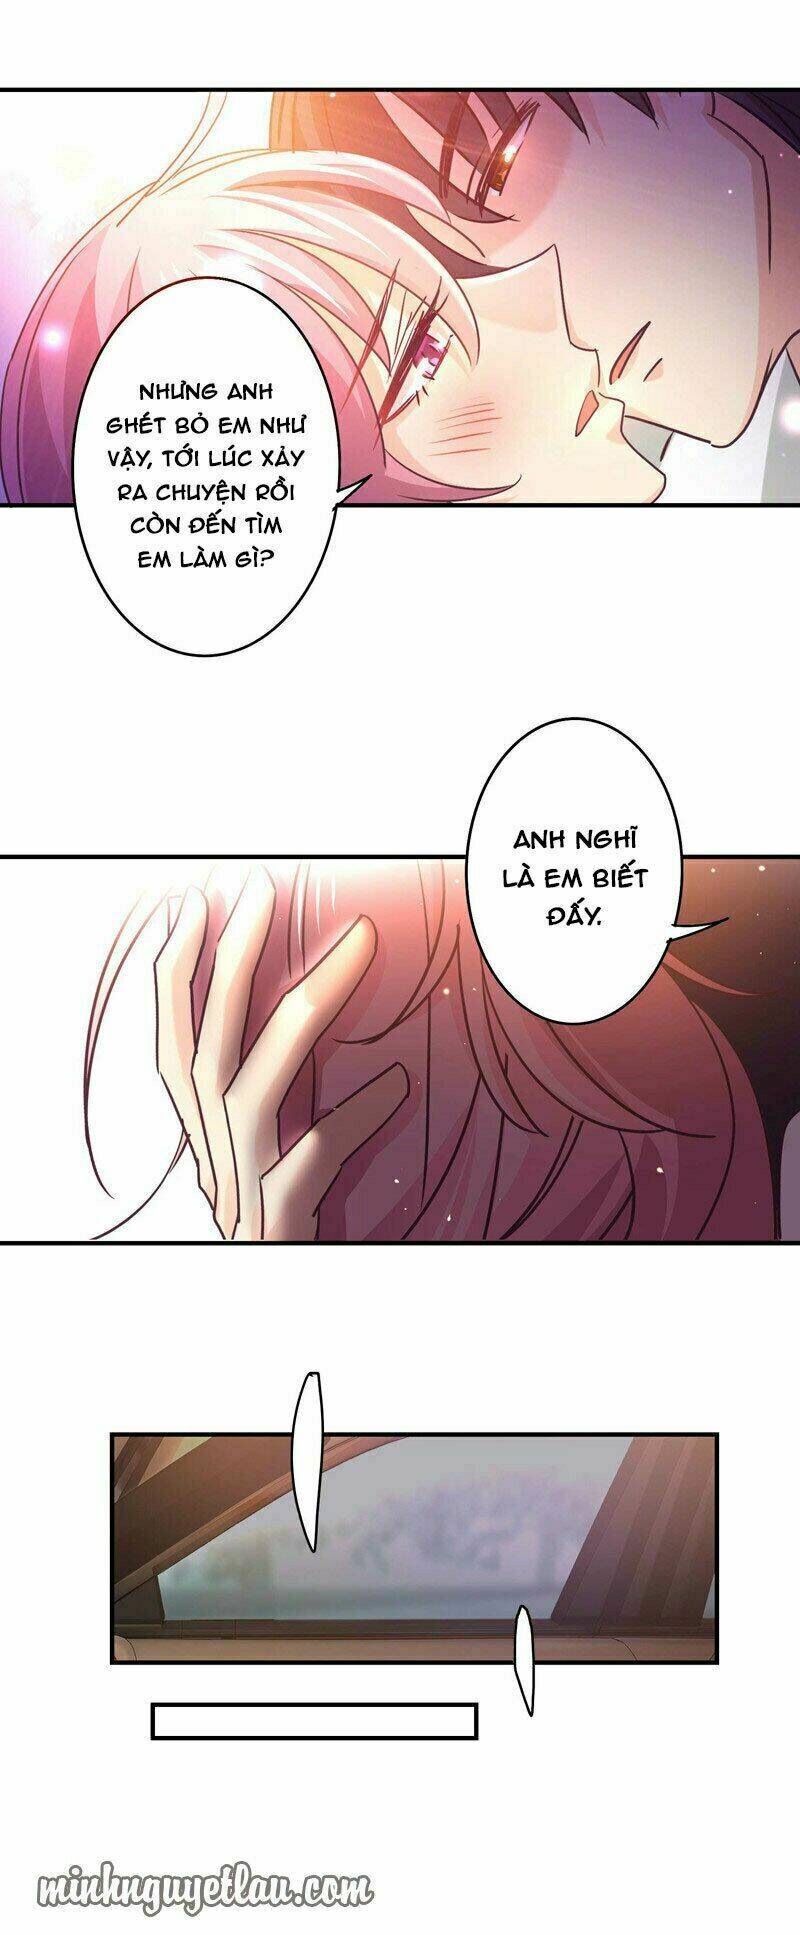 NHƯNG ANH
GHÉT BỎ EM NHƯ
VẬY, TỚI LÚC XẢY
RA CHUYỆN RỒI
CÒN ĐẾN TÌM
EM LÀM GÌ?
ANH NGHĨ
LÀ EM BIẾT
ĐẤY.
minhnguyetlau.com